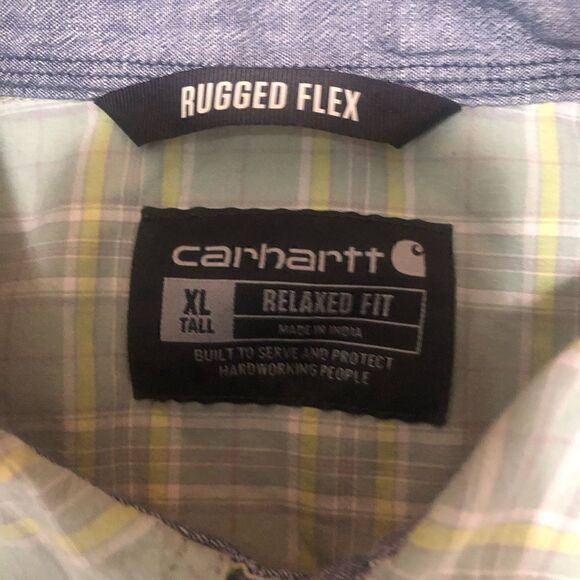 RUGGED FLEX
carhartt
XL
TALL
RELAXED FIT
MADE IN INDIA
BUILT TO SERVE AND PROTECT
HARDWORKING PEOPLE